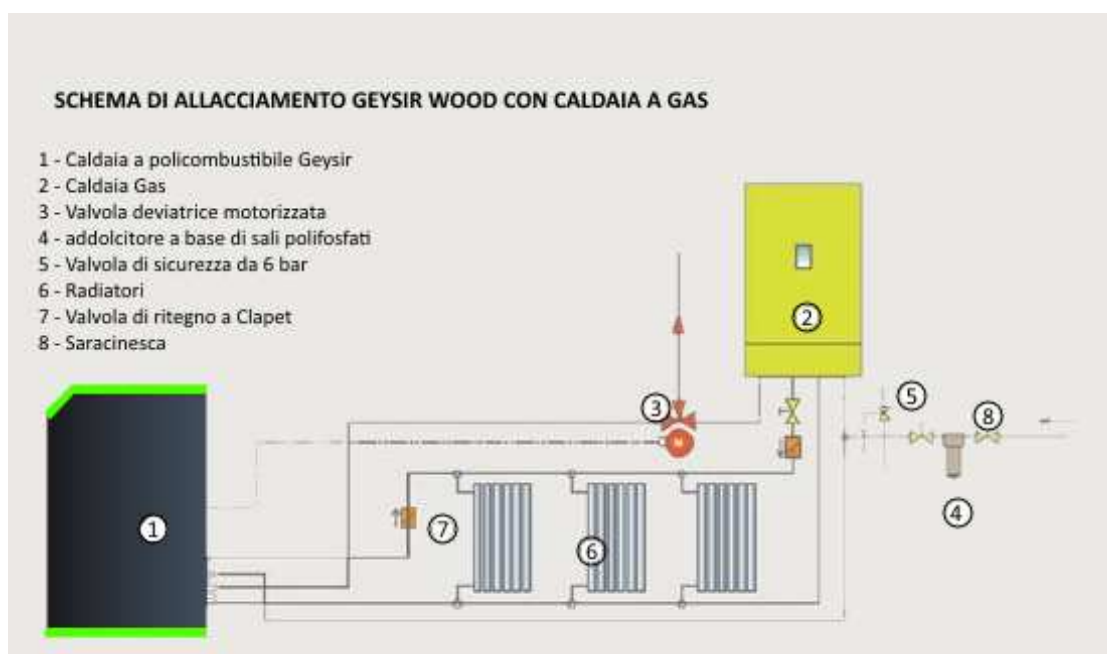 SCHEMA DI ALLACCIAMENTO GEYSIR WOOD CON CALDAIA A GAS
1 - Caldaia a policombustibile Geysir
2 - Caldaia Gas
3 - Valvola deviatrice motorizzata
4 - addolcitore a base di sali polifosfati
5 - Valvola di sicurezza da 6 bar
6 - Radiatori
7 - Valvola di ritegno a Clapet
8 - Saracinesca
2
3
5
8
M
1
7
6
4